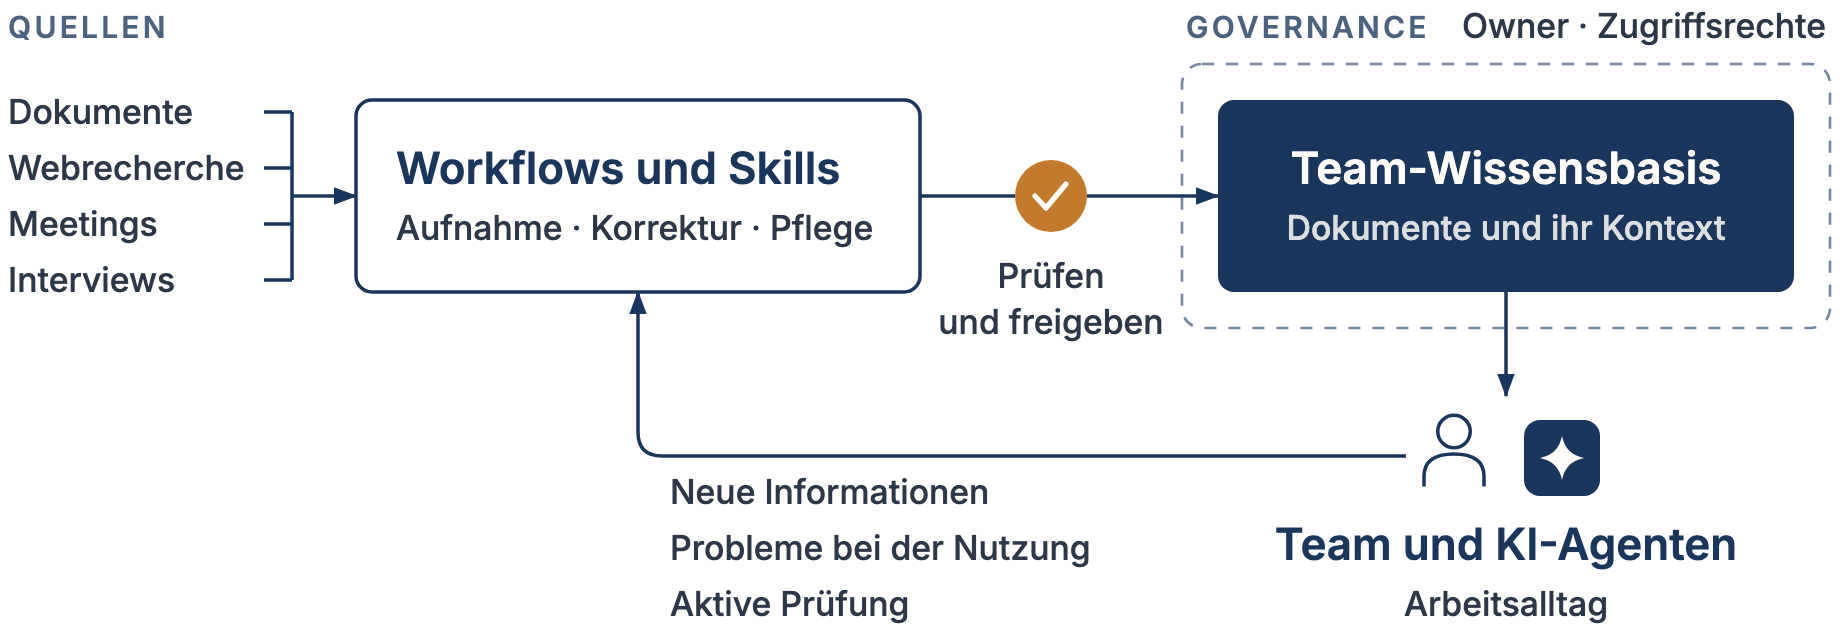 QUELLEN
Dokumente
Webrecherche
Meetings
Interviews
Workflows und Skills
Aufnahme · Korrektur · Pflege
Prüfen
und freigeben
GOVERNANCE Owner · Zugriffsrechte
Team-Wissensbasis
Dokumente und ihr Kontext
Neue Informationen
Probleme bei der Nutzung
Aktive Prüfung
Team und KI-Agenten
Arbeitsalltag